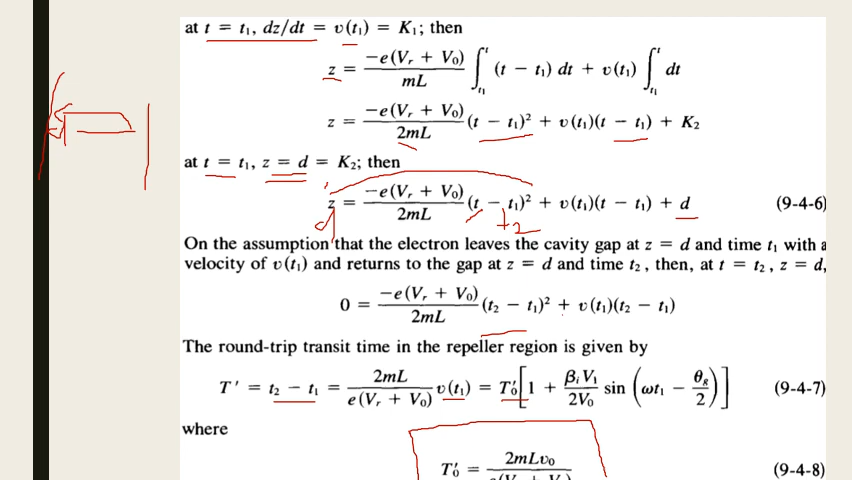 at t = t₁, dz/dt = v(t₁) = K₁; then
z = −e(Vᵣ + V₀)/mL ∫ₜ₁ᵗ (t − t₁) dt + v(t₁) ∫ₜ₁ᵗ dt
z = −e(Vᵣ + V₀)/2mL (t − t₁)² + v(t₁)(t − t₁) + K₂
at t = t₁, z = d = K₂; then
z = −e(Vᵣ + V₀)/2mL (t − t₁)² + v(t₁)(t − t₁) + d (9-4-6)
d t₂
On the assumption that the electron leaves the cavity gap at z = d and time t₁ with a
velocity of v(t₁) and returns to the gap at z = d and time t₂, then, at t = t₂, z = d,
0 = −e(Vᵣ + V₀)/2mL (t₂ − t₁)² + v(t₁)(t₂ − t₁)
The round-trip transit time in the repeller region is given by
T′ = t₂ − t₁ = 2mL/e(Vᵣ + V₀) v(t₁) = T′₀[1 + βᵢV₁/2V₀ sin (ωt₁ − θg/2)] (9-4-7)
where
T′₀ = 2mLv₀ (9-4-8)